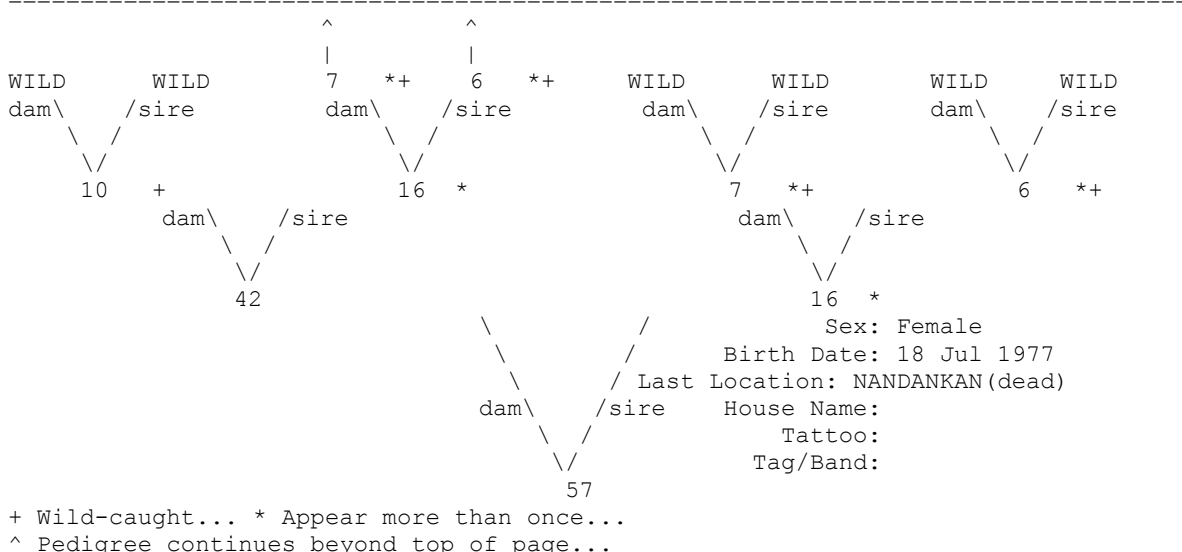 ^ ^
| |
WILD WILD 7 *+ 6 *+ WILD WILD WILD WILD
dam\ /sire dam\ /sire dam\ /sire dam\ /sire
\ / \ / \ / \ /
\/ \/ \/ \/
10 + 16 * 7 *+ 6 *+
dam\ /sire dam\ /sire
\ / \ /
\/ \/
42 16 *
\ / Sex: Female
\ / Birth Date: 18 Jul 1977
\ / Last Location: NANDANKAN(dead)
dam\ /sire House Name:
\ / Tattoo:
\/ Tag/Band:
57
+ Wild-caught... * Appear more than once...
^ Pedigree continues beyond top of page...